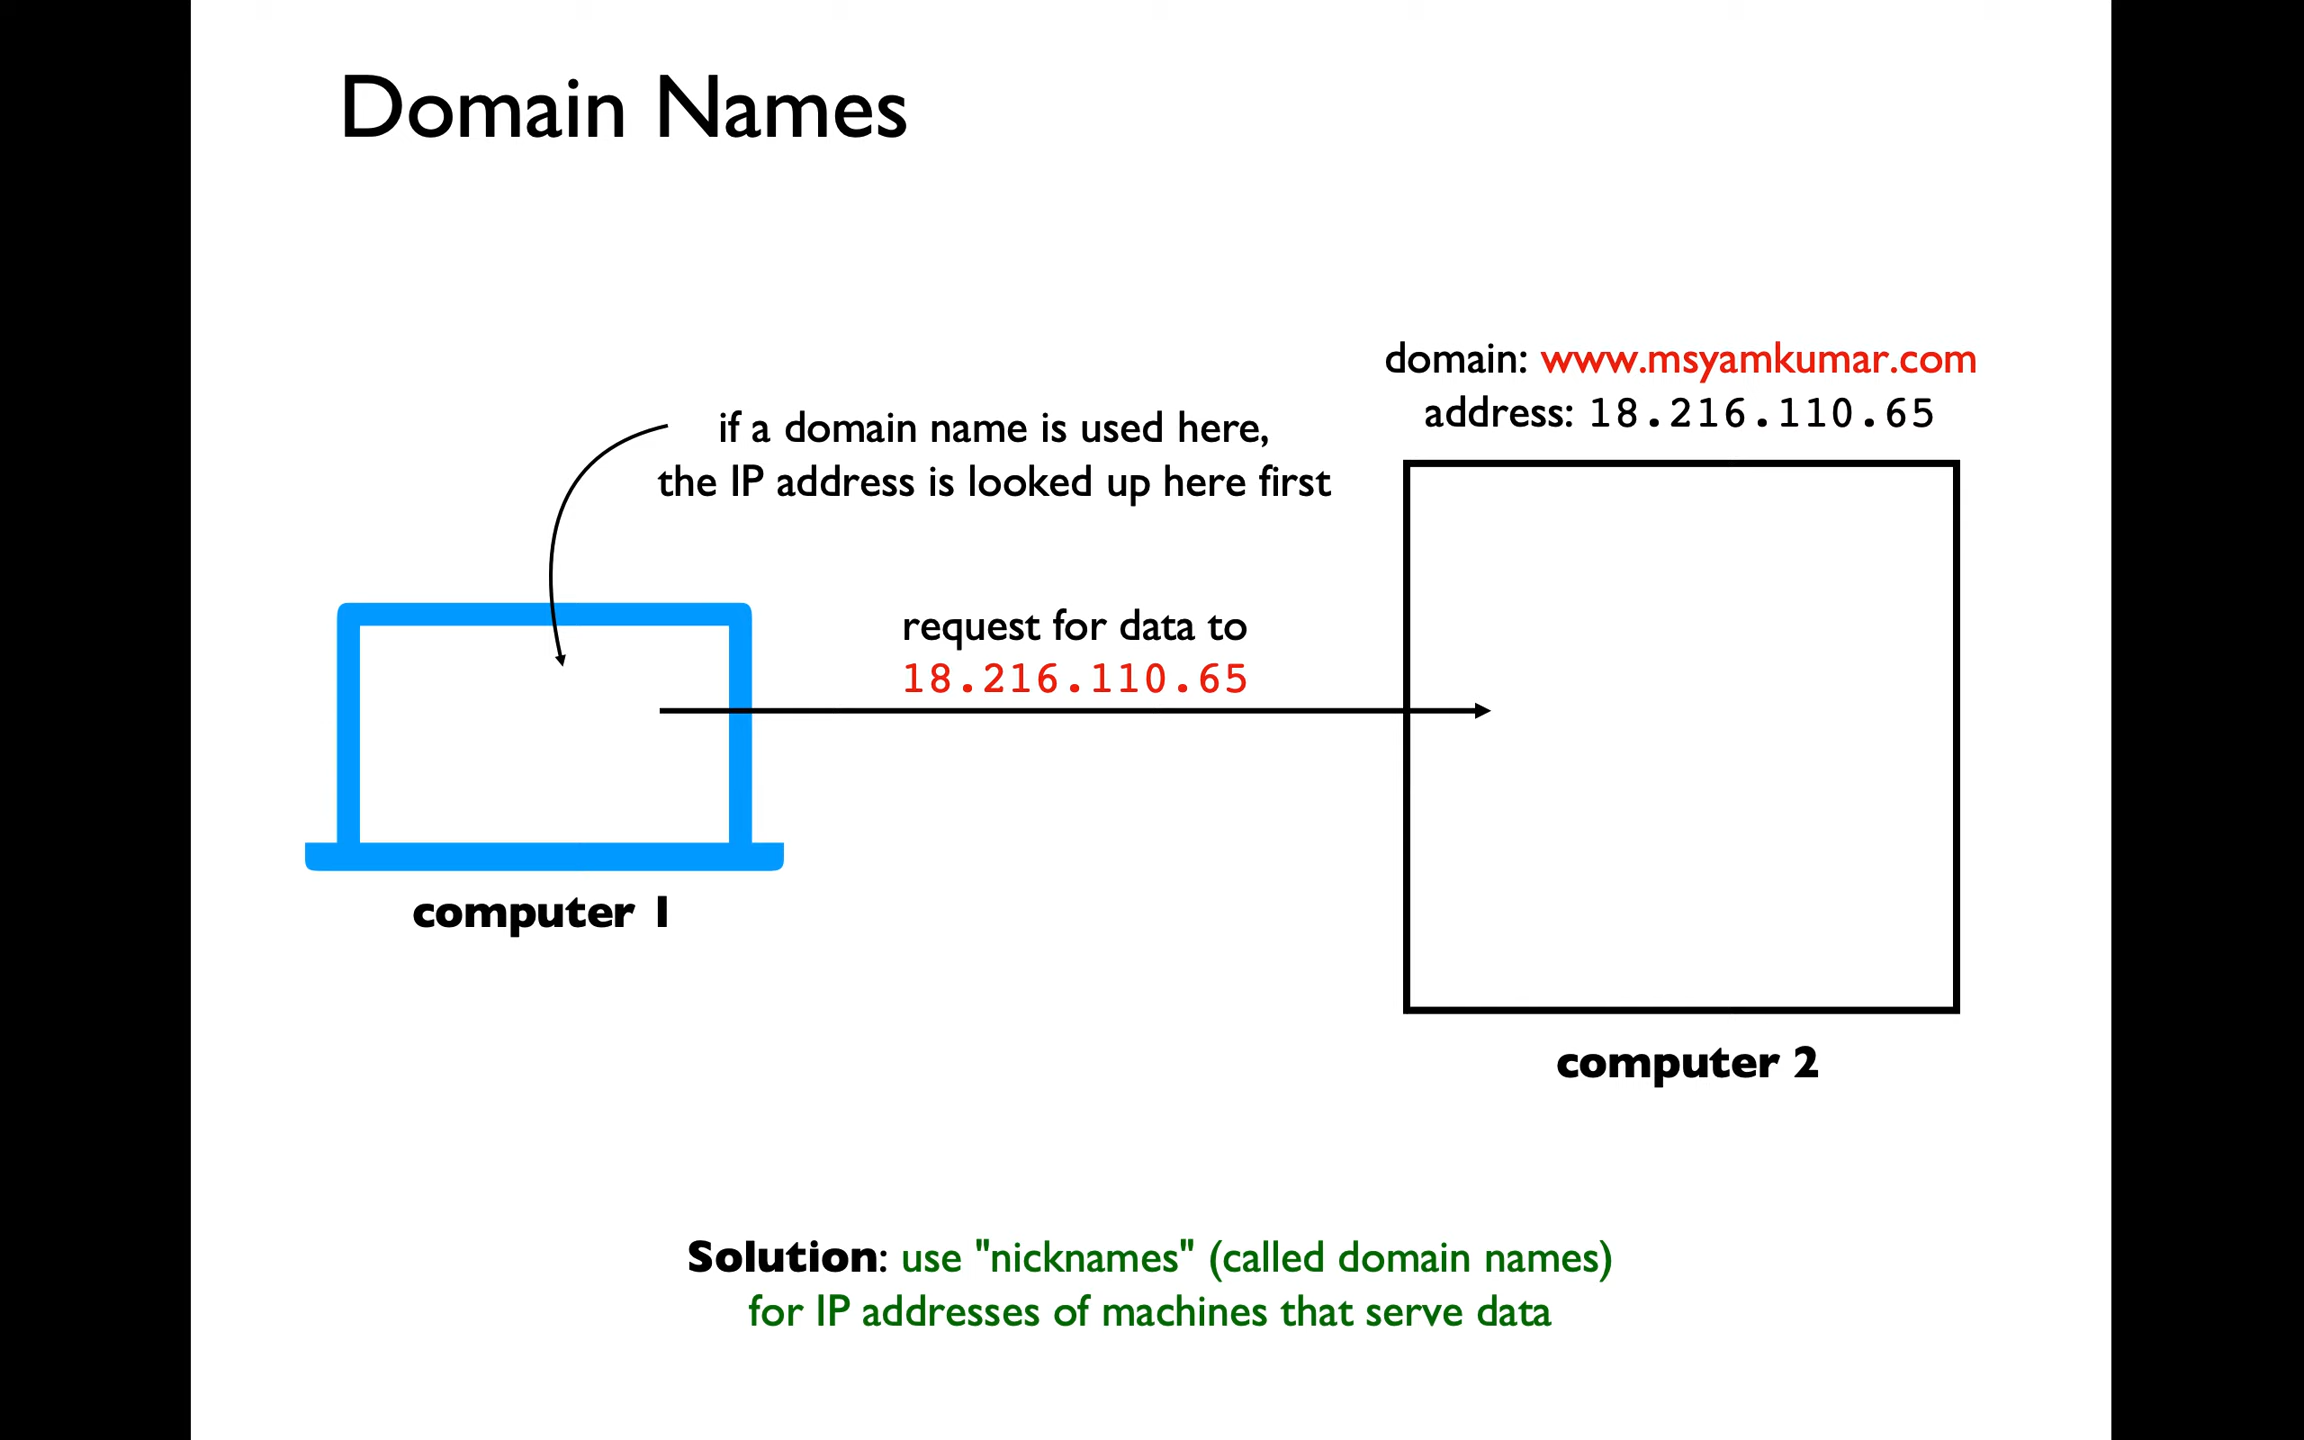 Domain Names
domain: www.msyamkumar.com
address: 18.216.110.65
if a domain name is used here,
the IP address is looked up here first
request for data to
18.216.110.65
computer 1
computer 2
Solution: use "nicknames" (called domain names)
for IP addresses of machines that serve data